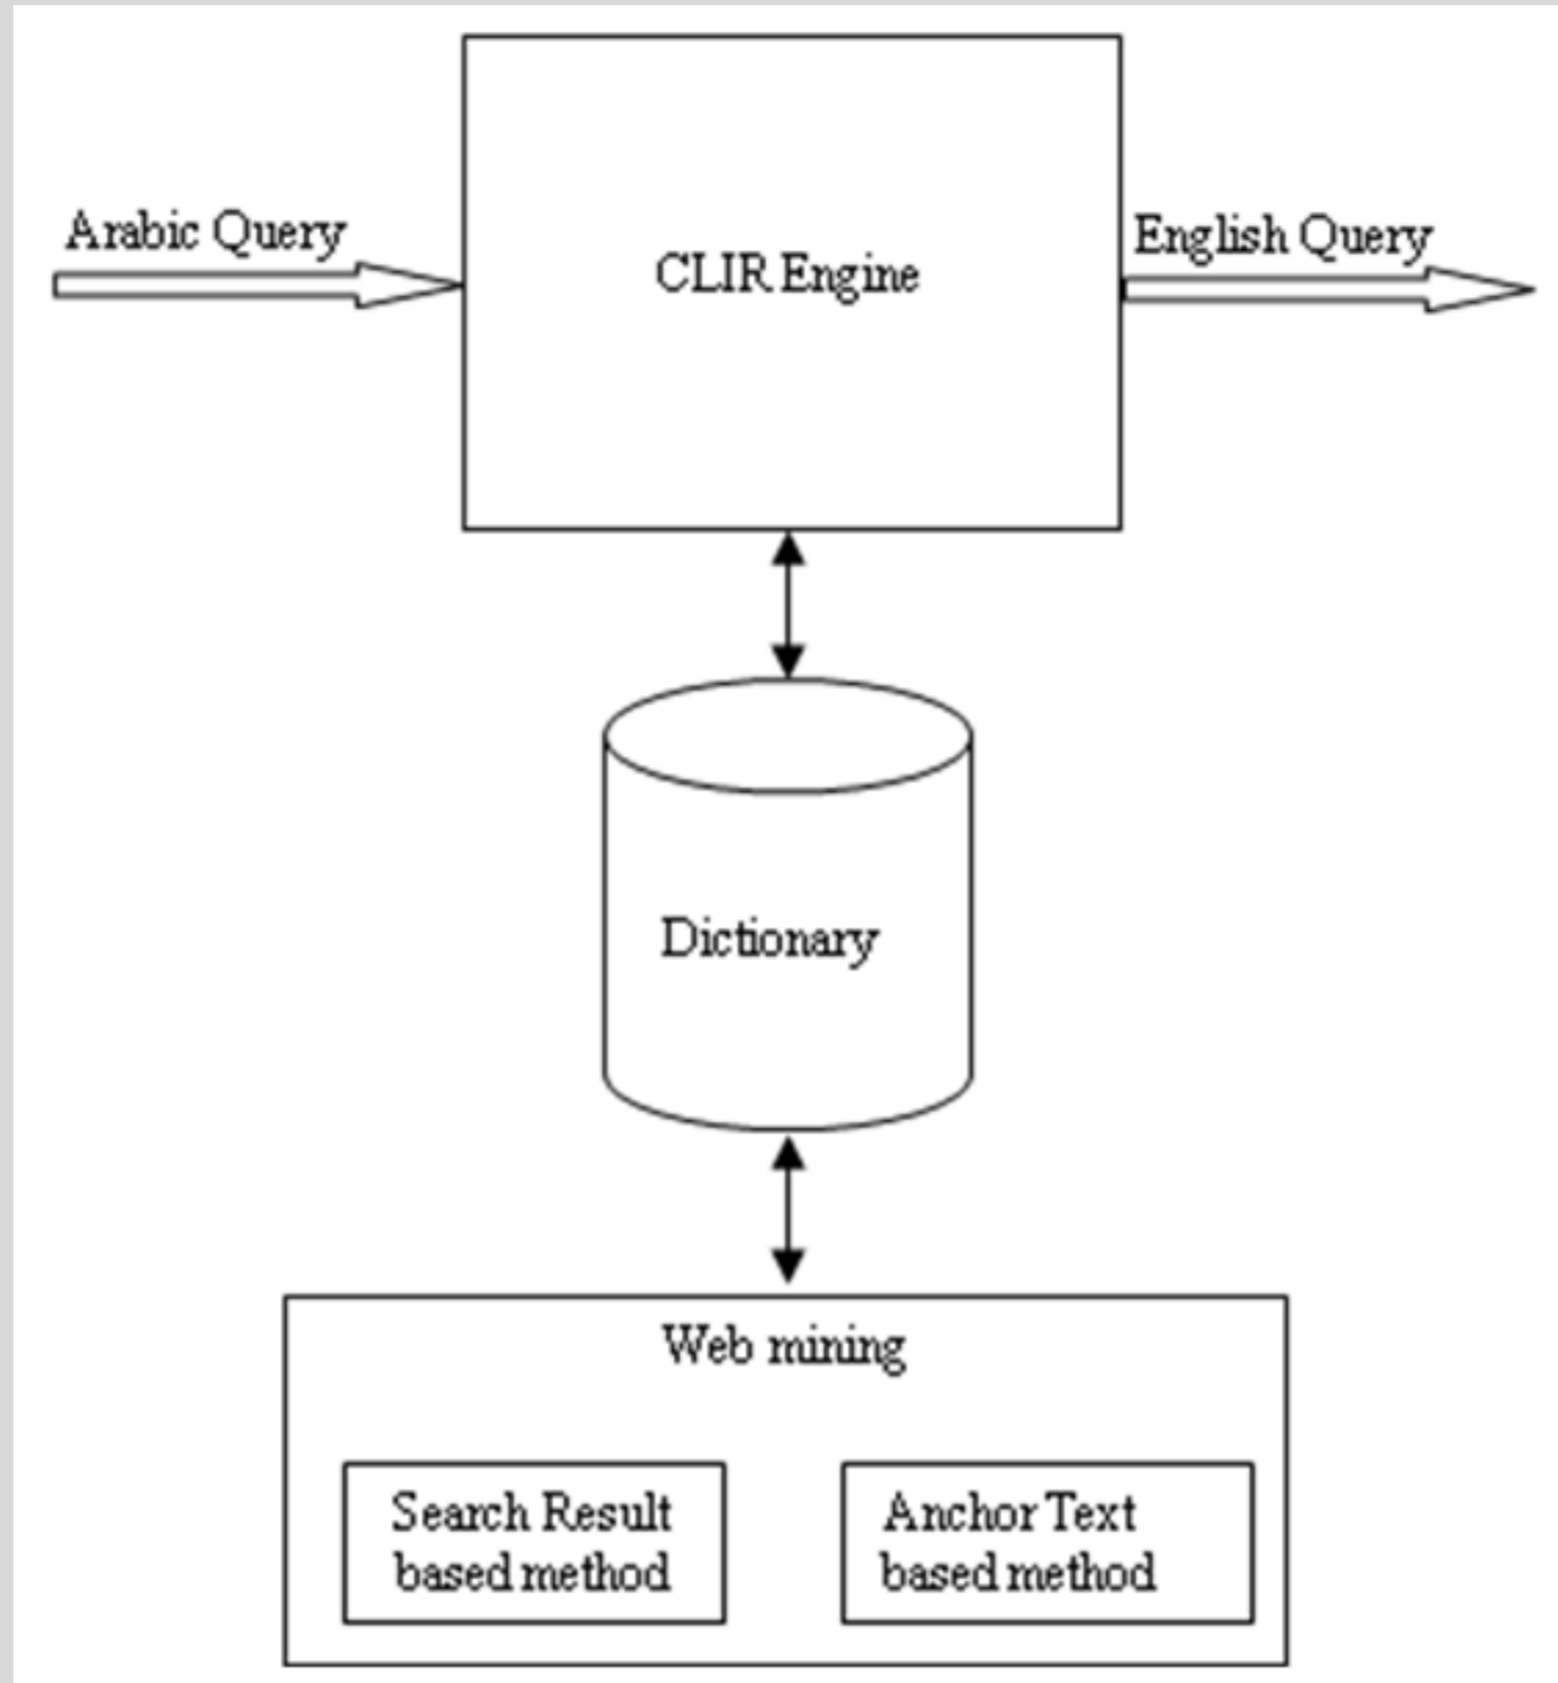 Arabic Query
CLIR Engine
English Query
Dictionary
Web mining
Search Result
based method
Anchor Text
based method